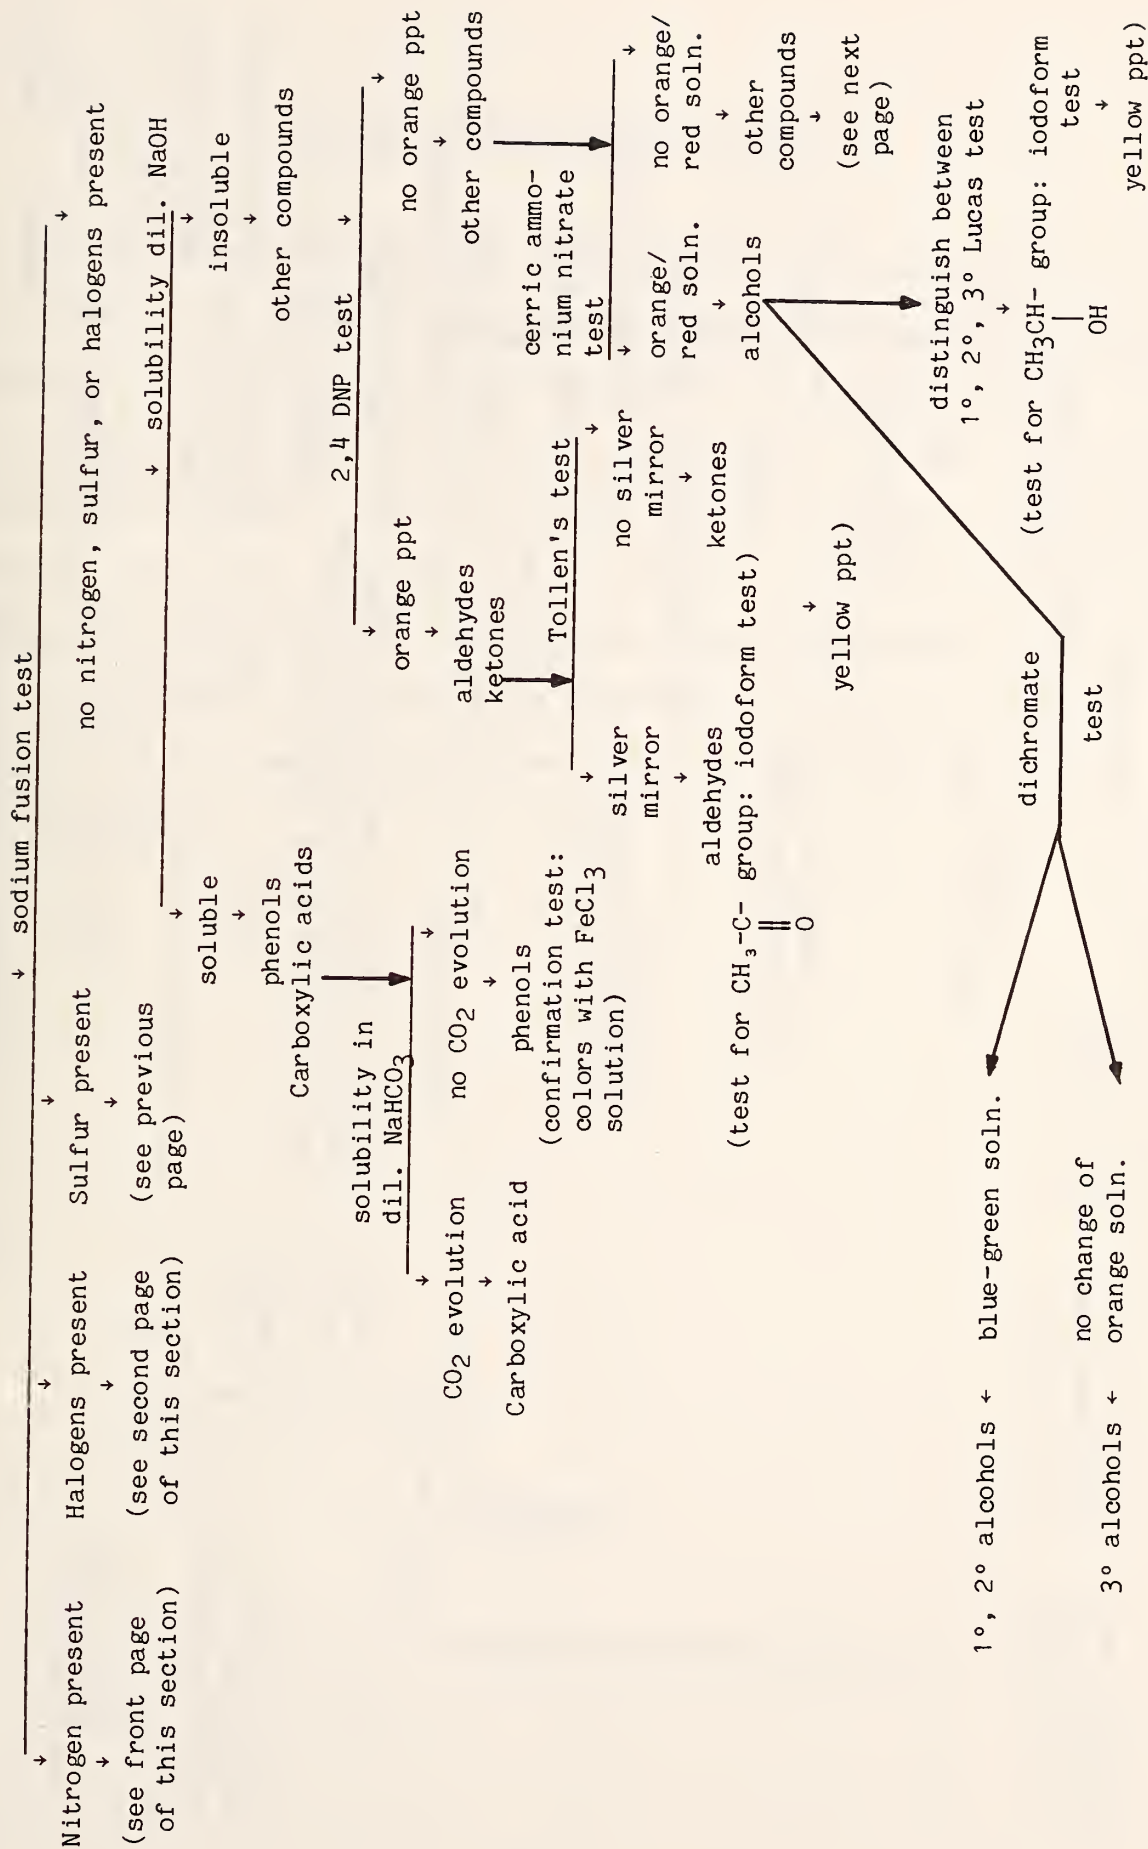 ↓ sodium fusion test
↓ Nitrogen present
↓
(see front page
of this section)
↓ Halogens present
↓
(see second page
of this section)
↓ Sulfur present
↓
(see previous
page)
↓
no nitrogen, sulfur, or halogens present
↓ solubility dil. NaOH
↓
soluble
↓
phenols
Carboxylic acids
solubility in
dil. NaHCO3
↓
CO2 evolution
↓
Carboxylic acid
↓
no CO2 evolution
↓
phenols
(confirmation test:
colors with FeCl3
solution)
↓
insoluble
↓
other compounds
2,4 DNP test ↓
↓
orange ppt
↓
aldehydes
ketones
Tollen's test
↓
silver
mirror
↓
aldehydes
↓
no silver
mirror
↓
ketones
(test for CH3-C- group: iodoform test)
O
↓
yellow ppt)
↓
no orange ppt
↓
other compounds
cerric ammo-
nium nitrate
test
↓
orange/
red soln.
↓
alcohols
↓
no orange/
red soln.
↓
other
compounds
↓
(see next
page)
distinguish between
1°, 2°, 3° Lucas test
↓
(test for CH3CH- group: iodoform
OH
test
↓
yellow ppt)
dichromate
test
1°, 2° alcohols ← blue-green soln.
no change of
3° alcohols ← orange soln.